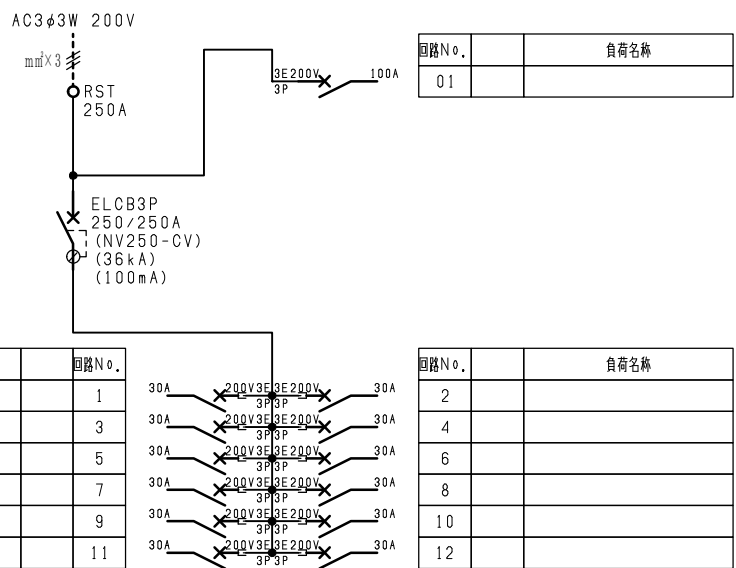 AC3φ3W 200V
mm²×3
RST
250A
3E200V 100A
3P
回路No. 負荷名称
01
ELCB3P
250/250A
(NV250-CV)
(36kA)
(100mA)
回路No.
回路No. 負荷名称
1 30A 200V3E 3E200V 30A 2
3P 3P
3 30A 200V3E 3E200V 30A 4
3P 3P
5 30A 200V3E 3E200V 30A 6
3P 3P
7 30A 200V3E 3E200V 30A 8
3P 3P
9 30A 200V3E 3E200V 30A 10
3P 3P
11 30A 200V3E 3E200V 30A 12
3P 3P